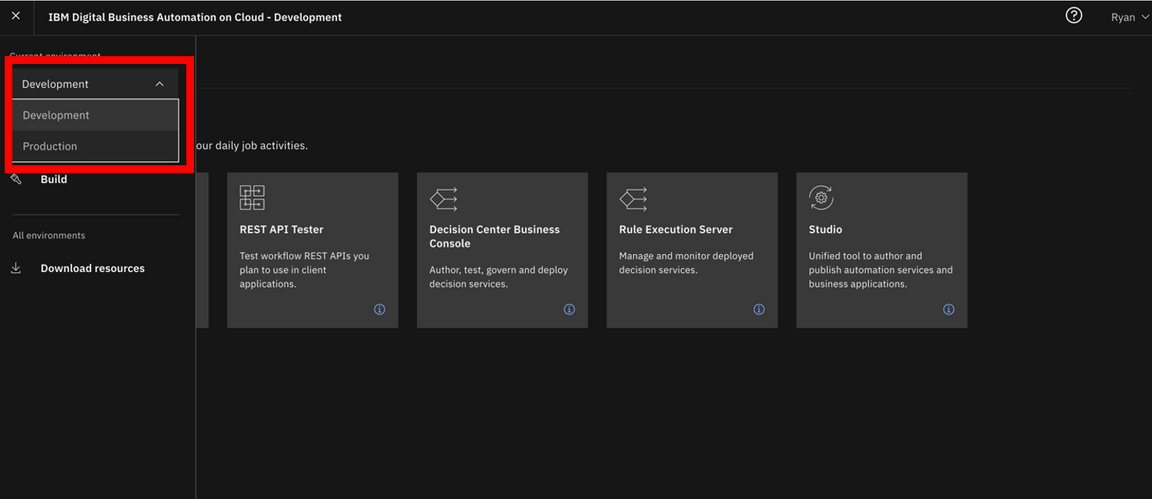 IBM Digital Business Automation on Cloud - Development
Ryan
Current environment
Development
Development
Production
Build
All environments
Download resources
our daily job activities.
REST API Tester
Test workflow REST APIs you
plan to use in client
applications.
Decision Center Business
Console
Author, test, govern and deploy
decision services.
Rule Execution Server
Manage and monitor deployed
decision services.
Studio
Unified tool to author and
publish automation services and
business applications.